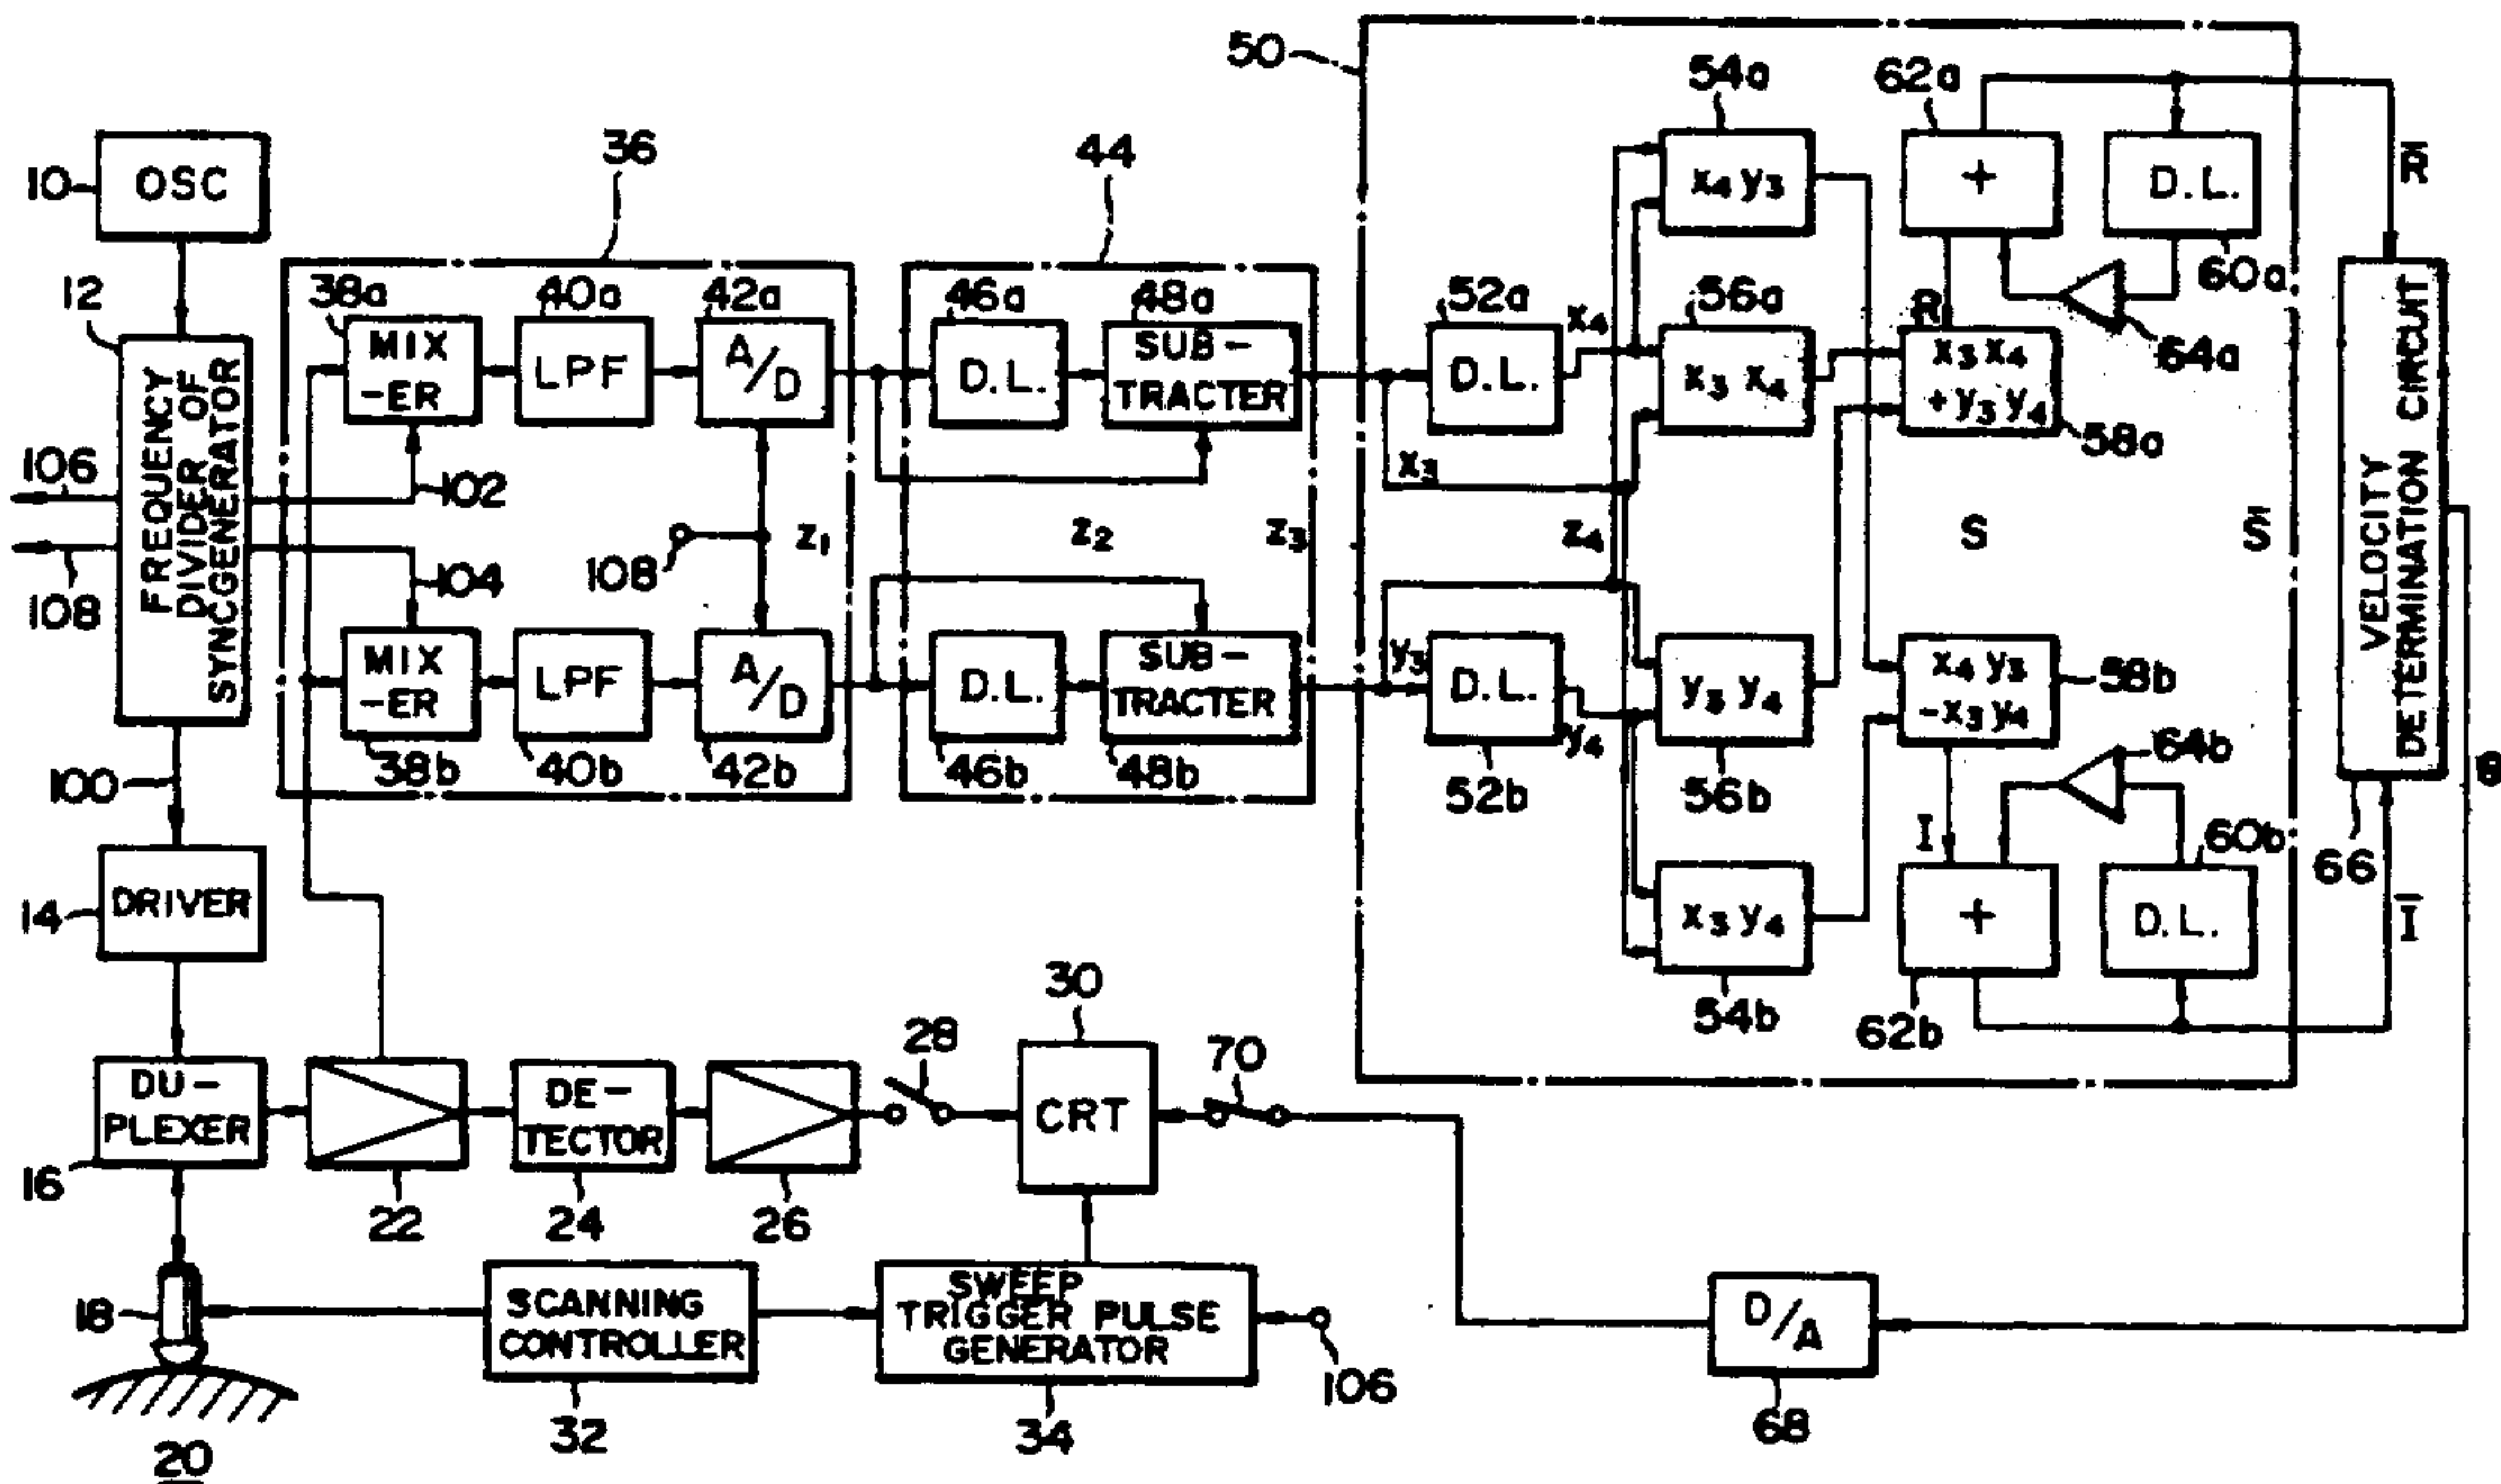 50
54a
62a
10
OSC
36
44
x4 y3
+
D.L.
R̄
12
38a
40a
42a
46a
48a
52a
x4
56a
R
60a
MIX
-ER
LPF
A/D
D.L.
SUB-
TRACTER
D.L.
x3 x4
x3 x4
+y3 y4
64a
58a
FREQUENCY
DIVIDER OF
SYNCGENERATOR
106
102
x3
108
108
104
z1
z2
z3
z4
S
S̄
VELOCITY
DETERMINATION CIRCUIT
MIX
-ER
LPF
A/D
D.L.
SUB-
TRACTER
y3
D.L.
y4
y3 y4
x4 y3
-x3 y4
58b
100
38b
40b
42b
46b
48b
52b
56b
64b
θ
I
60b
66
14
DRIVER
x3 y4
+
D.L.
Ī
30
28
70
54b
62b
DU-
PLEXER
DE-
TECTOR
CRT
16
22
24
26
18
SCANNING
CONTROLLER
SWEEP
TRIGGER PULSE
GENERATOR
D/A
106
20
32
34
68